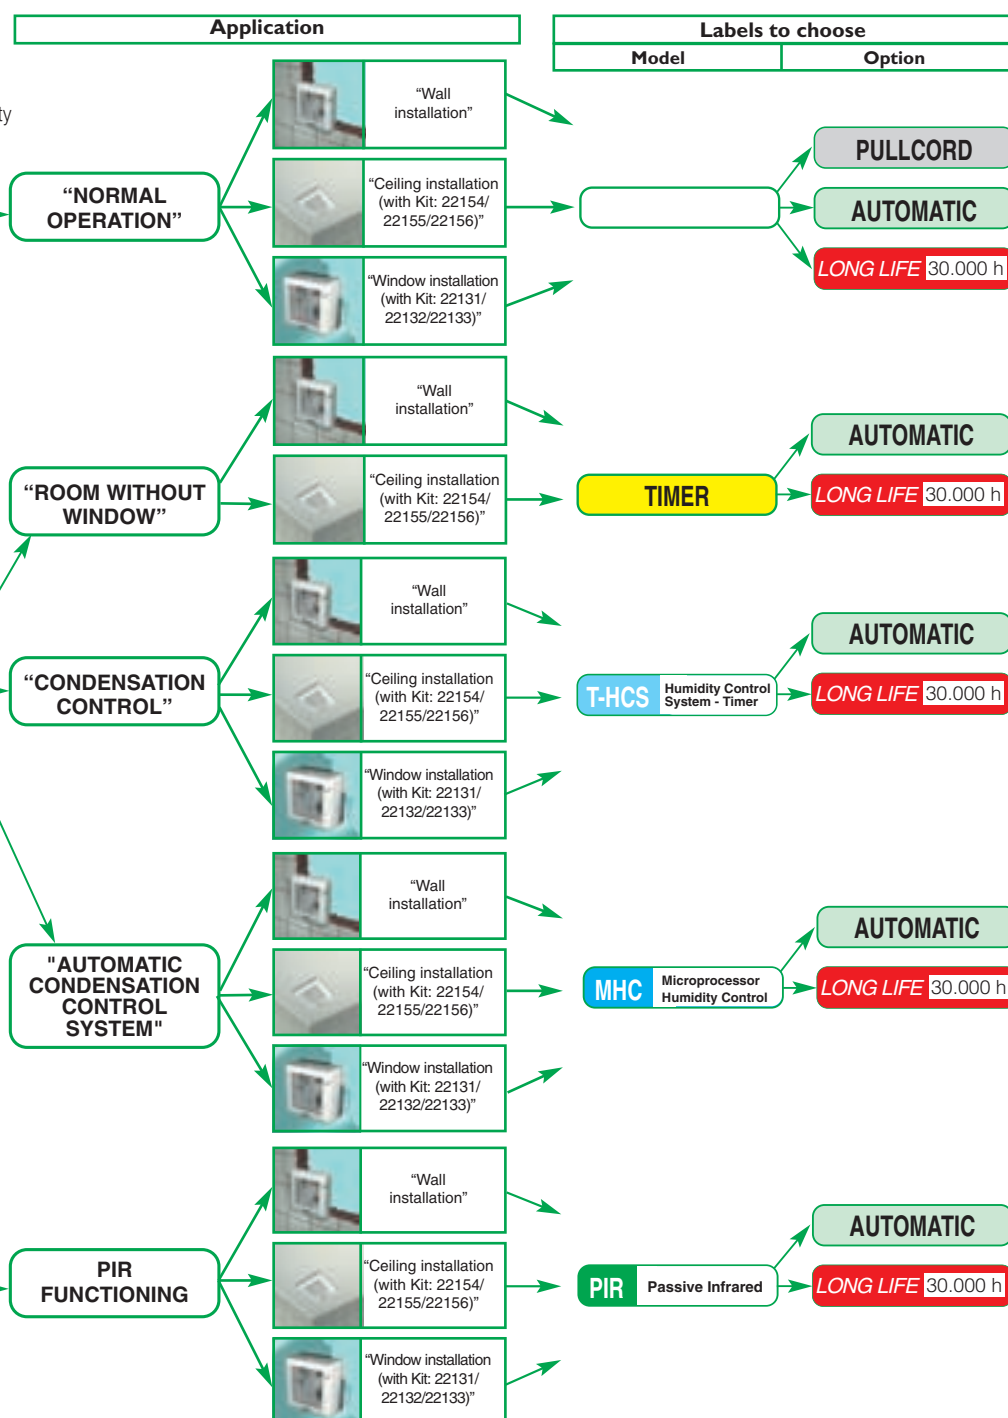 Application
Labels to choose
Model
Option
ty
“NORMAL
OPERATION”
“Wall
installation”
“Ceiling installation
(with Kit: 22154/
22155/22156)”
“Window installation
(with Kit: 22131/
22132/22133)”
PULLCORD
AUTOMATIC
LONG LIFE 30.000 h
“ROOM WITHOUT
WINDOW”
“Wall
installation”
“Ceiling installation
(with Kit: 22154/
22155/22156)”
TIMER
AUTOMATIC
LONG LIFE 30.000 h
“CONDENSATION
CONTROL”
“Wall
installation”
“Ceiling installation
(with Kit: 22154/
22155/22156)”
“Window installation
(with Kit: 22131/
22132/22133)”
T-HCS Humidity Control
System - Timer
AUTOMATIC
LONG LIFE 30.000 h
"AUTOMATIC
CONDENSATION
CONTROL
SYSTEM"
“Wall
installation”
“Ceiling installation
(with Kit: 22154/
22155/22156)”
“Window installation
(with Kit: 22131/
22132/22133)”
MHC Microprocessor
Humidity Control
AUTOMATIC
LONG LIFE 30.000 h
PIR
FUNCTIONING
“Wall
installation”
“Ceiling installation
(with Kit: 22154/
22155/22156)”
“Window installation
(with Kit: 22131/
22132/22133)”
PIR Passive Infrared
AUTOMATIC
LONG LIFE 30.000 h